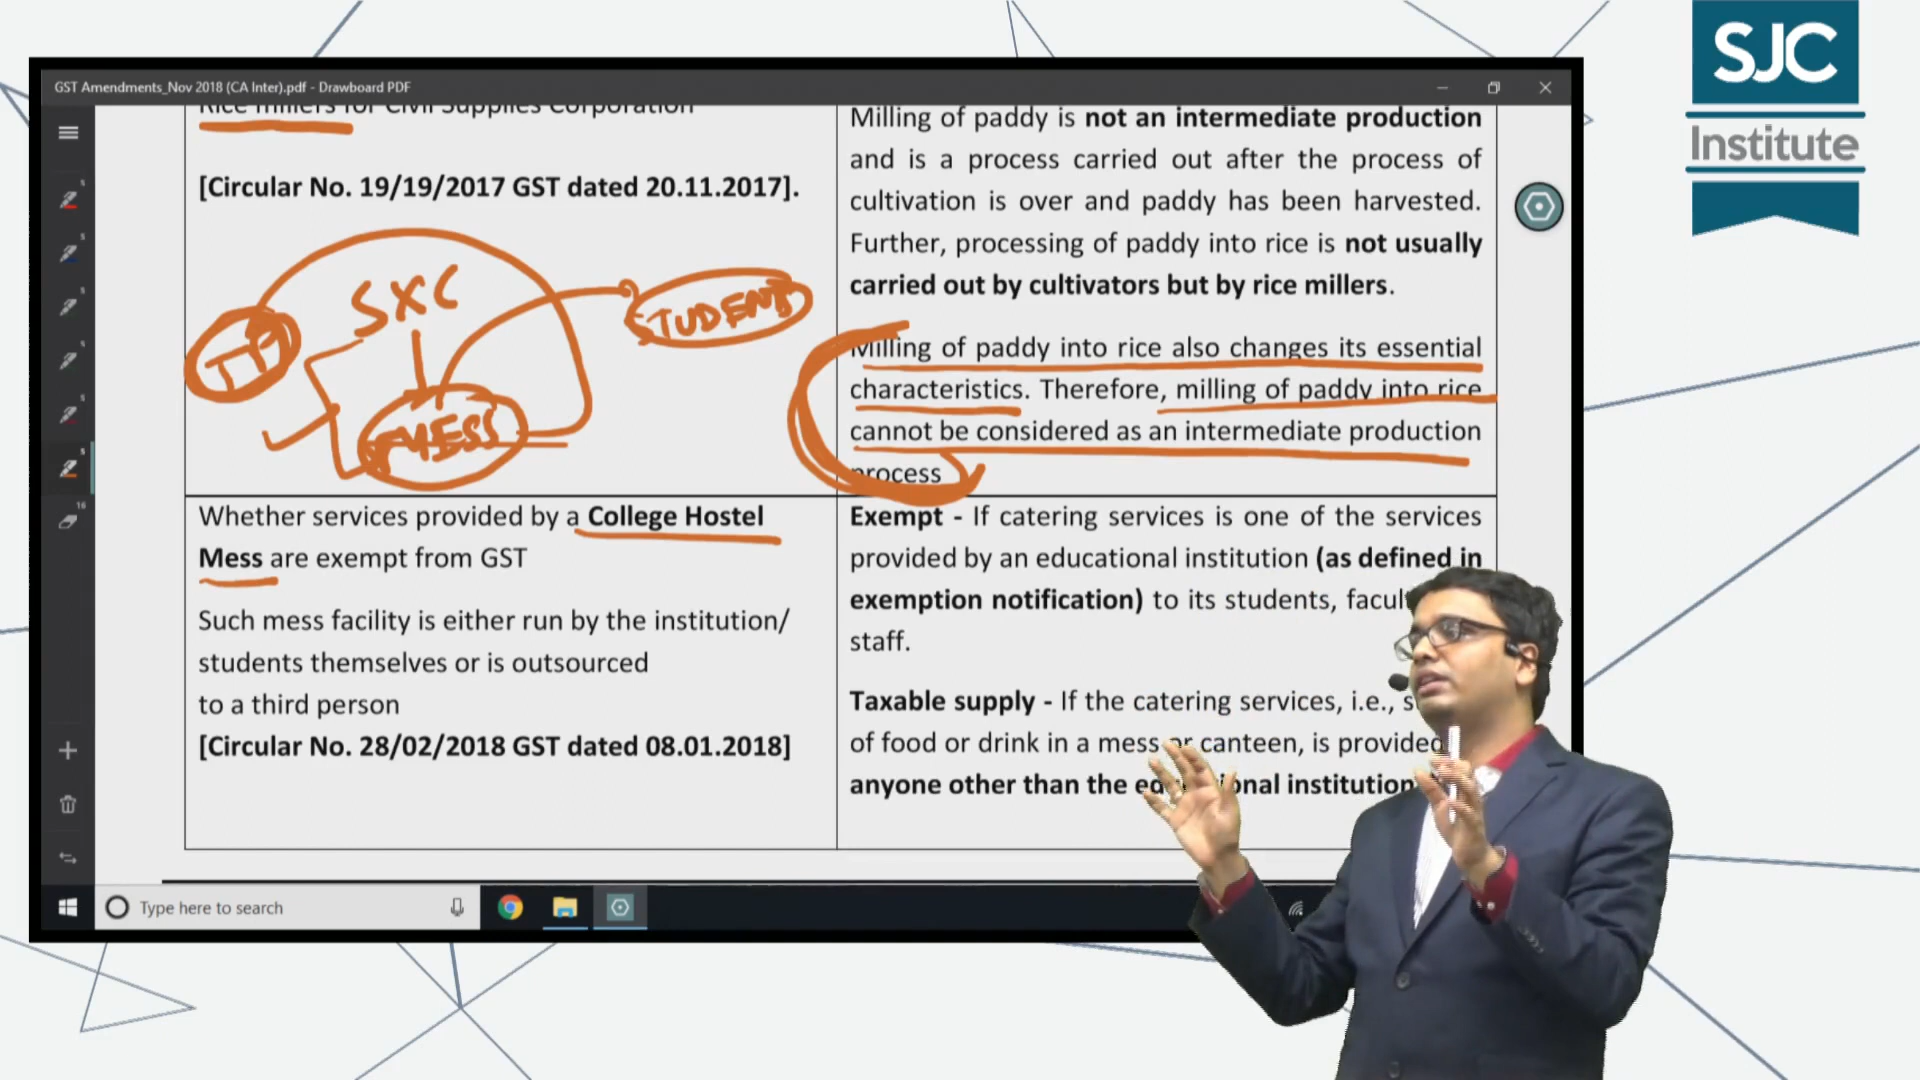 SJC
Institute
GST Amendments_Nov 2018 (CA Inter).pdf - Drawboard PDF
Rice millers for Civil Supplies Corporation
[Circular No. 19/19/2017 GST dated 20.11.2017].
SXC
STUDENTS
MESS
Whether services provided by a College Hostel
Mess are exempt from GST
Such mess facility is either run by the institution/
students themselves or is outsourced
to a third person
[Circular No. 28/02/2018 GST dated 08.01.2018]
Milling of paddy is not an intermediate production
and is a process carried out after the process of
cultivation is over and paddy has been harvested.
Further, processing of paddy into rice is not usually
carried out by cultivators but by rice millers.
Milling of paddy into rice also changes its essential
characteristics. Therefore, milling of paddy into rice
cannot be considered as an intermediate production
process
Exempt - If catering services is one of the services
provided by an educational institution (as defined in
exemption notification) to its students,
staff.
Taxable supply - If the catering services, i.e.,
of food or drink in a mess or canteen, is provided
anyone other than the educational institution
Type here to search